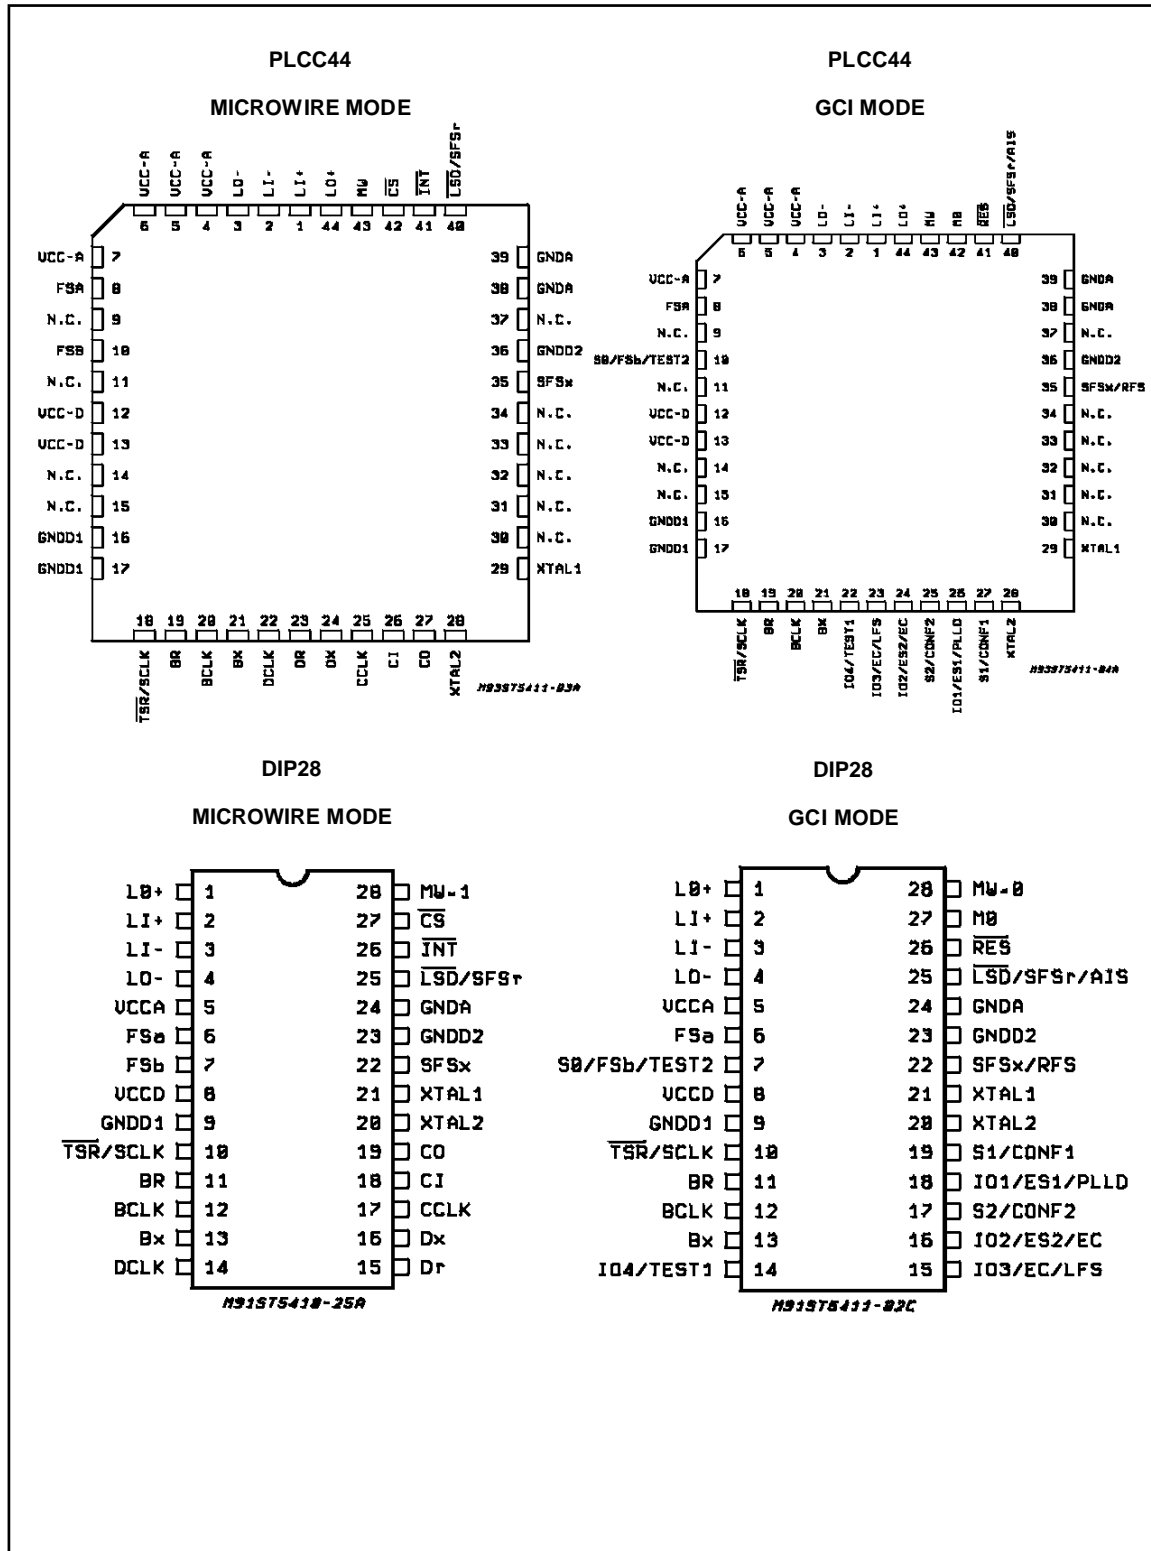 PLCC44
MICROWIRE MODE
VCC-A
VCC-A
VCC-A
LO-
LI-
LI+
LO+
MW
CS
INT
LSD/SFSr
6 5 4 3 2 1 44 43 42 41 40
VCC-A 7 39 GNDA
FSA 8 38 GNDA
N.C. 9 37 N.C.
FSB 10 36 GNDD2
N.C. 11 35 SFSx
VCC-D 12 34 N.C.
VCC-D 13 33 N.C.
N.C. 14 32 N.C.
N.C. 15 31 N.C.
GNDD1 16 30 N.C.
GNDD1 17 29 XTAL1
18 19 20 21 22 23 24 25 26 27 28
TSR/SCLK
BR
BCLK
BX
DCLK
DR
DX
CCLK
CI
CO
XTAL2
M93ST5411-03A
PLCC44
GCI MODE
VCC-A
VCC-A
VCC-A
LO-
LI-
LI+
LO+
MW
M0
RES
LSD/SFSr/AIS
6 5 4 3 2 1 44 43 42 41 40
VCC-A 7 39 GNDA
FSA 8 38 GNDA
N.C. 9 37 N.C.
S0/FSb/TEST2 10 36 GNDD2
N.C. 11 35 SFSx/RFS
VCC-D 12 34 N.C.
VCC-D 13 33 N.C.
N.C. 14 32 N.C.
N.C. 15 31 N.C.
GNDD1 16 30 N.C.
GNDD1 17 29 XTAL1
18 19 20 21 22 23 24 25 26 27 28
TSR/SCLK
BR
BCLK
BX
IO4/TEST1
IO3/EC/LFS
IO2/ES2/EC
S2/CONF2
IO1/ES1/PLLD
S1/CONF1
XTAL2
M93ST5411-04A
DIP28
MICROWIRE MODE
L0+ 1 28 MW-1
LI+ 2 27 CS
LI- 3 26 INT
LO- 4 25 LSD/SFSr
VCCA 5 24 GNDA
FSa 6 23 GNDD2
FSb 7 22 SFSx
VCCD 8 21 XTAL1
GNDD1 9 20 XTAL2
TSR/SCLK 10 19 CO
BR 11 18 CI
BCLK 12 17 CCLK
Bx 13 16 Dx
DCLK 14 15 Dr
M91ST5410-25A
DIP28
GCI MODE
L0+ 1 28 MW-0
LI+ 2 27 M0
LI- 3 26 RES
LO- 4 25 LSD/SFSr/AIS
VCCA 5 24 GNDA
FSa 6 23 GNDD2
S0/FSb/TEST2 7 22 SFSx/RFS
VCCD 8 21 XTAL1
GNDD1 9 20 XTAL2
TSR/SCLK 10 19 S1/CONF1
BR 11 18 IO1/ES1/PLLD
BCLK 12 17 S2/CONF2
Bx 13 16 IO2/ES2/EC
IO4/TEST1 14 15 IO3/EC/LFS
M91ST5411-02C